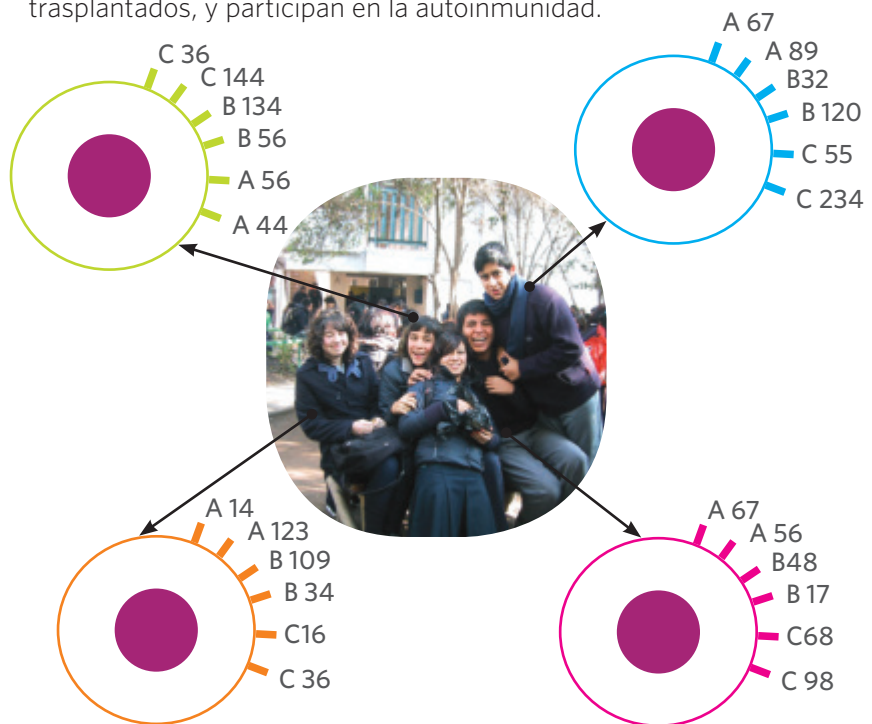 trasplantados, y participan en la autoinmunidad.
C 36
C 144
B 134
B 56
A 56
A 44
A 67
A 89
B32
B 120
C 55
C 234
A 14
A 123
B 109
B 34
C16
C 36
A 67
A 56
B48
B 17
C68
C 98